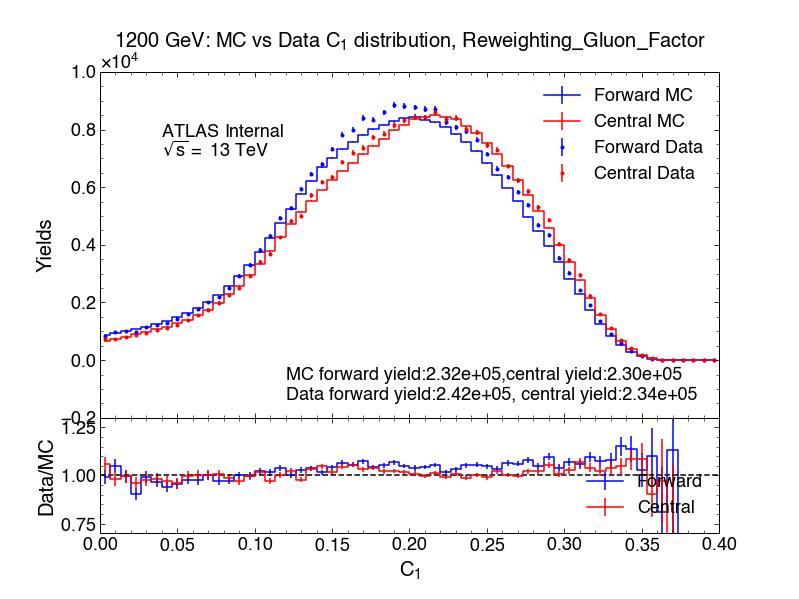 1200 GeV: MC vs Data C₁ distribution, Reweighting_Gluon_Factor
×10⁴
1.0
0.8
0.6
0.4
0.2
0.0
−0.2
Yields
ATLAS Internal
√s = 13 TeV
Forward MC
Central MC
Forward Data
Central Data
MC forward yield:2.32e+05,central yield:2.30e+05
Data forward yield:2.42e+05, central yield:2.34e+05
1.25
1.00
0.75
Data/MC
Forward
Central
0.00 0.05 0.10 0.15 0.20 0.25 0.30 0.35 0.40
C₁